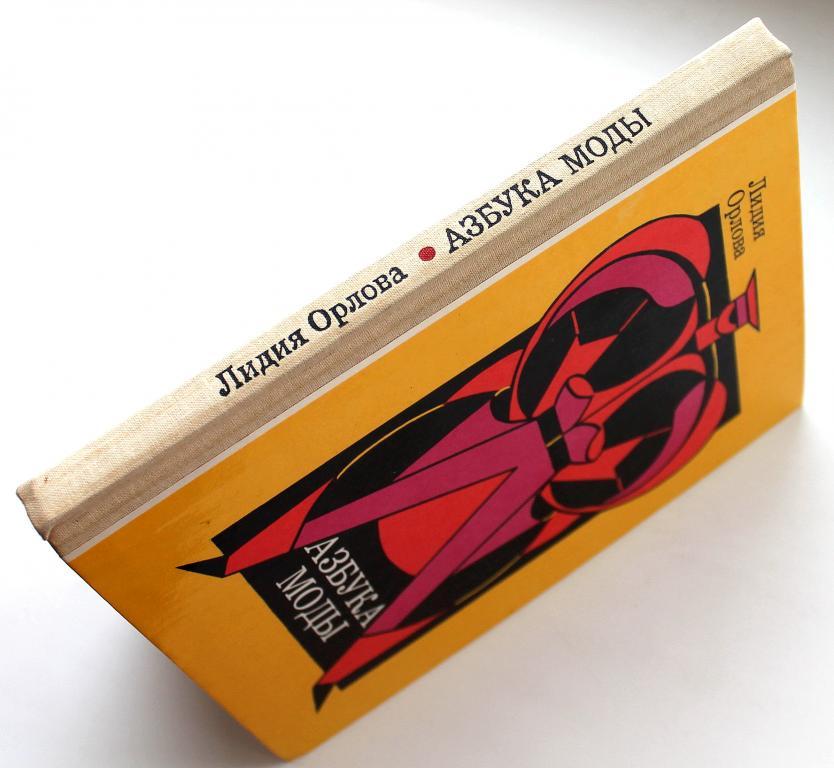 Лидия Орлова • АЗБУКА МОДЫ
Лидия
Орлова
АЗБУКА
МОДЫ